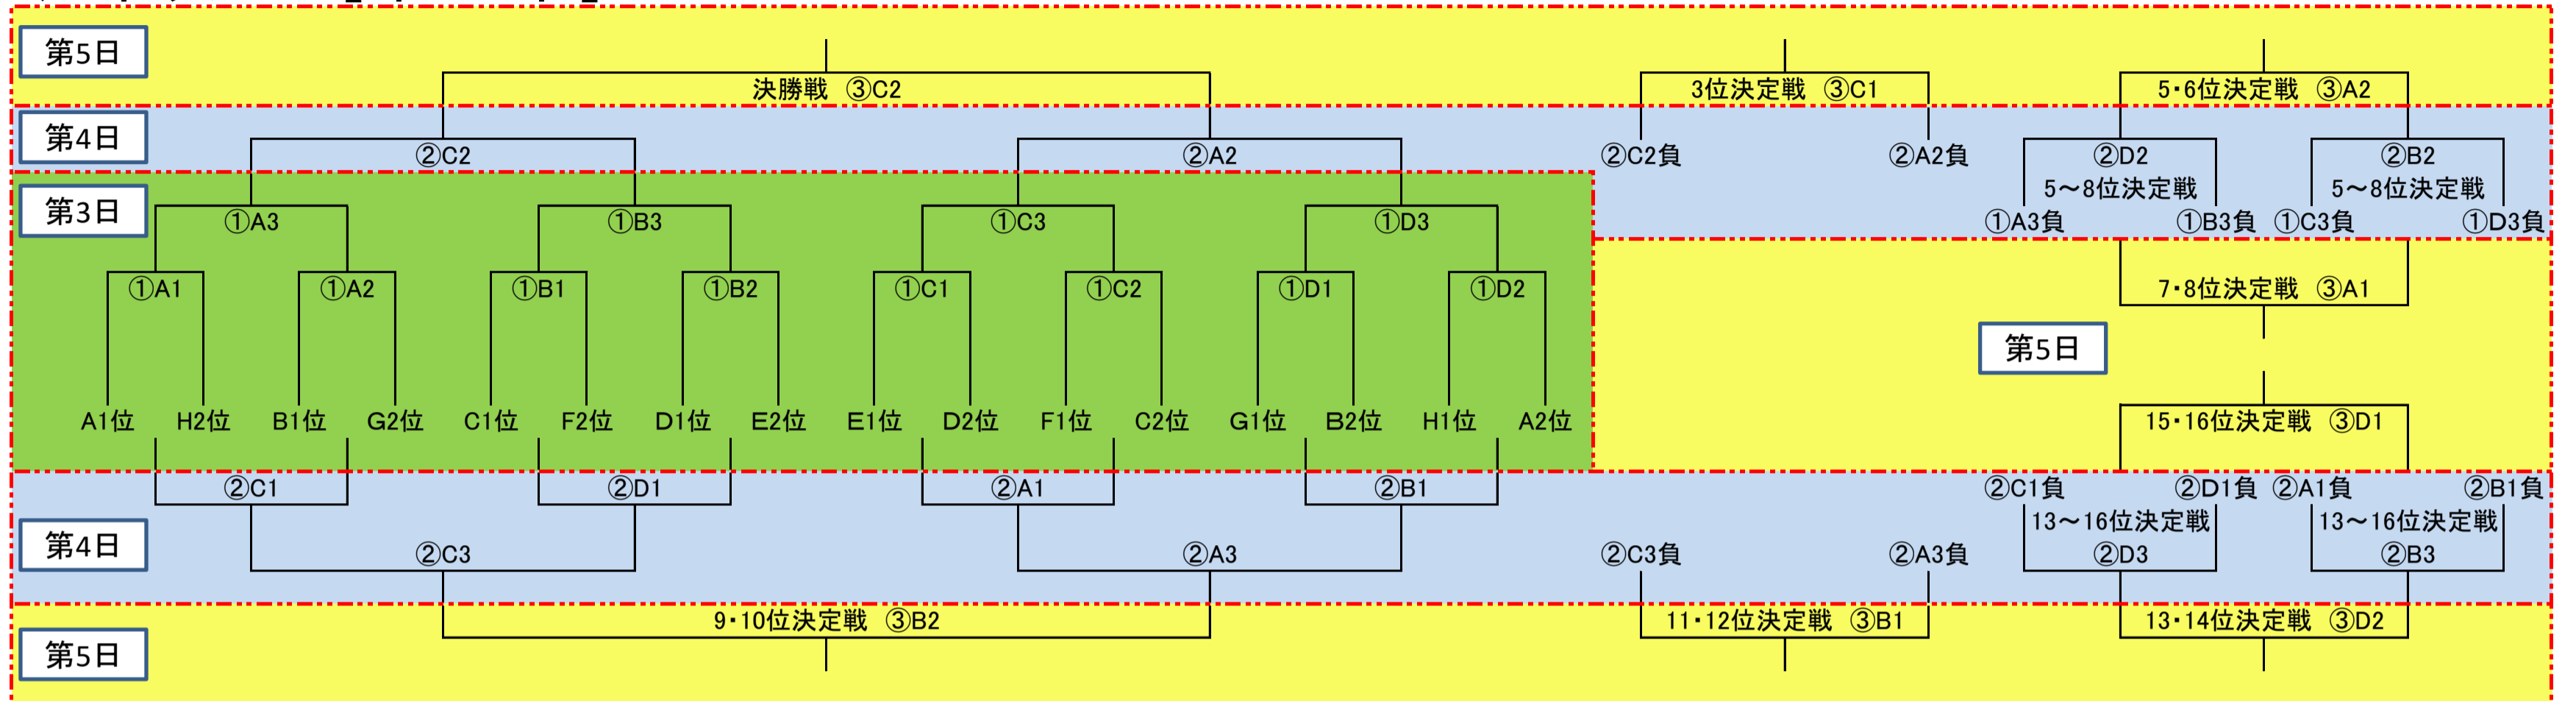 第5日
決勝戦 ③C2 3位決定戦 ③C1 5・6位決定戦 ③A2
第4日
②C2 ②A2 ②C2負 ②A2負 ②D2 ②B2
5～8位決定戦 5～8位決定戦
第3日
①A3 ①B3 ①C3 ①D3 ①A3負 ①B3負 ①C3負 ①D3負
①A1 ①A2 ①B1 ①B2 ①C1 ①C2 ①D1 ①D2 7・8位決定戦 ③A1
第5日
A1位 H2位 B1位 G2位 C1位 F2位 D1位 E2位 E1位 D2位 F1位 C2位 G1位 B2位 H1位 A2位 15・16位決定戦 ③D1
②C1 ②D1 ②A1 ②B1 ②C1負 ②D1負 ②A1負 ②B1負
13～16位決定戦 13～16位決定戦
第4日
②C3 ②A3 ②C3負 ②A3負 ②D3 ②B3
9・10位決定戦 ③B2 11・12位決定戦 ③B1 13・14位決定戦 ③D2
第5日